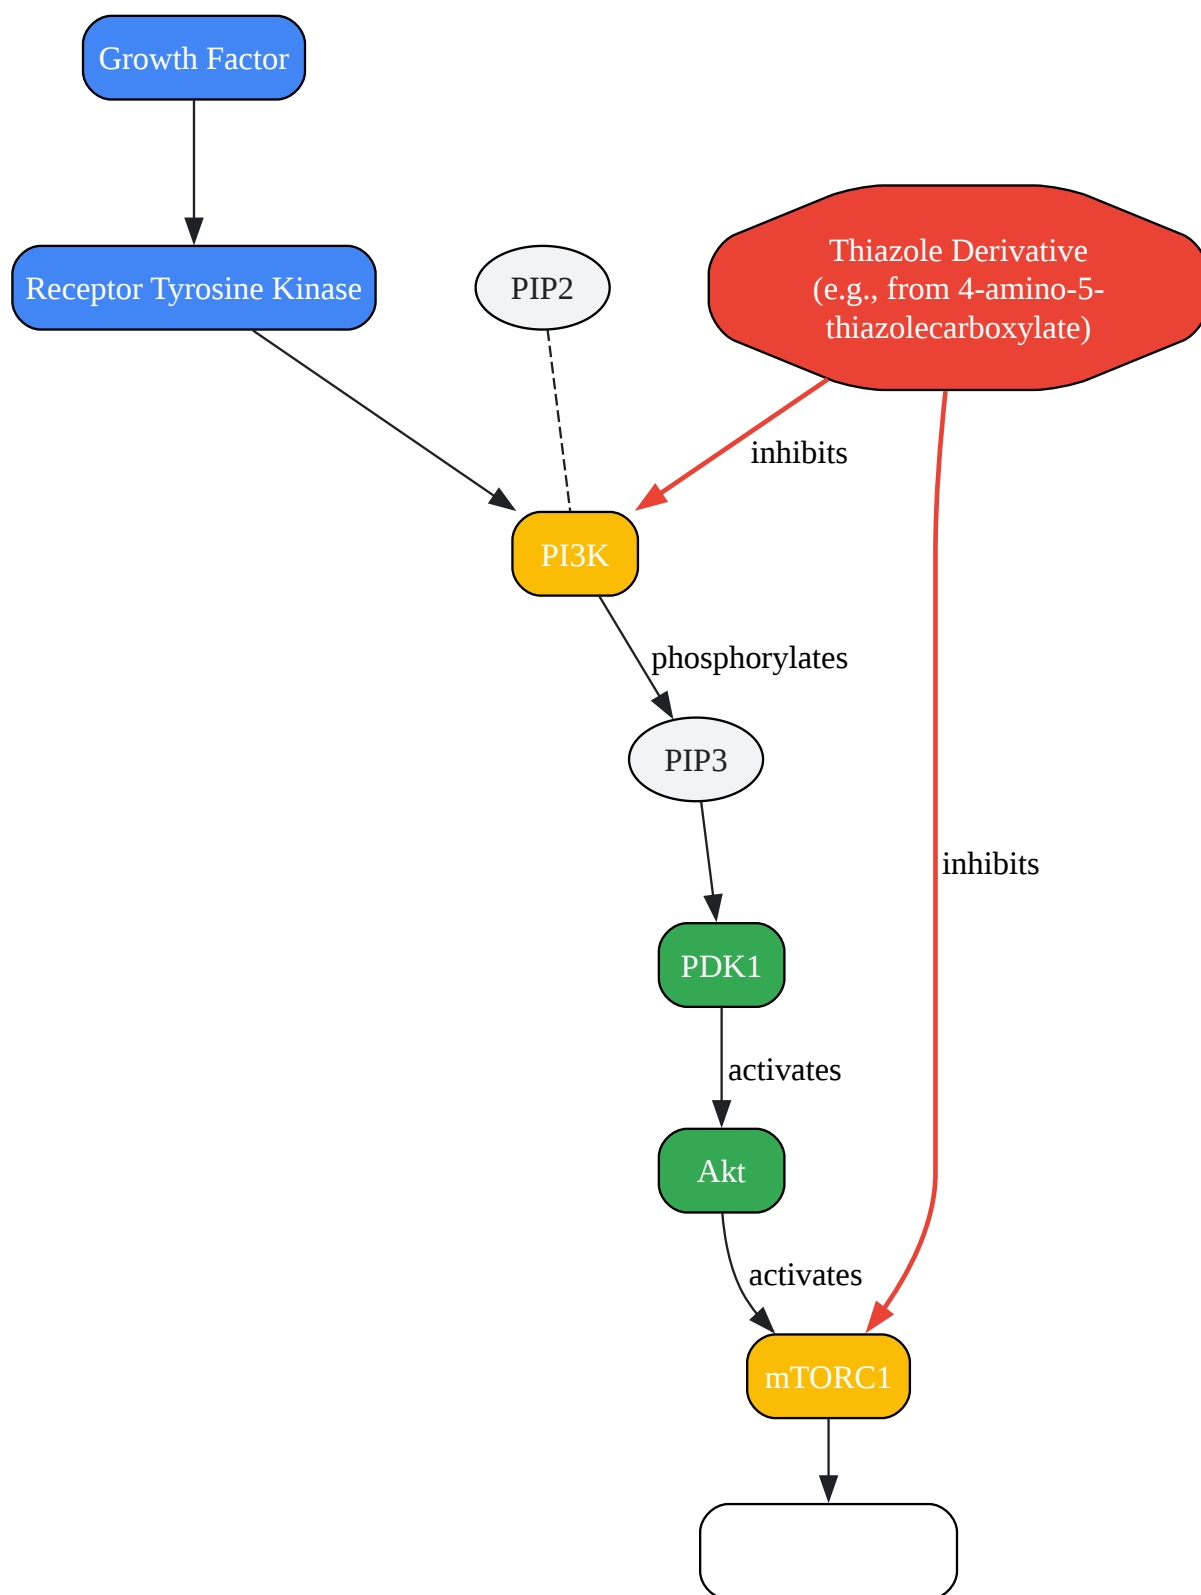 Growth Factor
Receptor Tyrosine Kinase
PIP2
Thiazole Derivative
(e.g., from 4-amino-5-
thiazolecarboxylate)
inhibits
PI3K
phosphorylates
PIP3
inhibits
PDK1
activates
Akt
activates
mTORC1